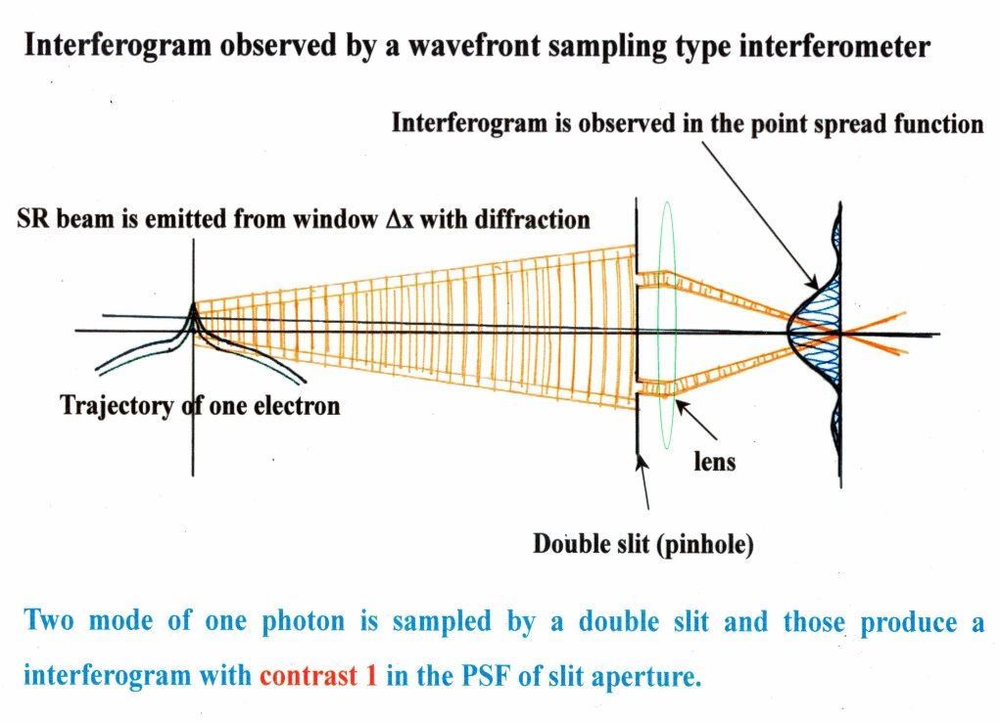 Interferogram observed by a wavefront sampling type interferometer
Interferogram is observed in the point spread function
SR beam is emitted from window Δx with diffraction
Trajectory of one electron
lens
Double slit (pinhole)
Two mode of one photon is sampled by a double slit and those produce a
interferogram with contrast 1 in the PSF of slit aperture.